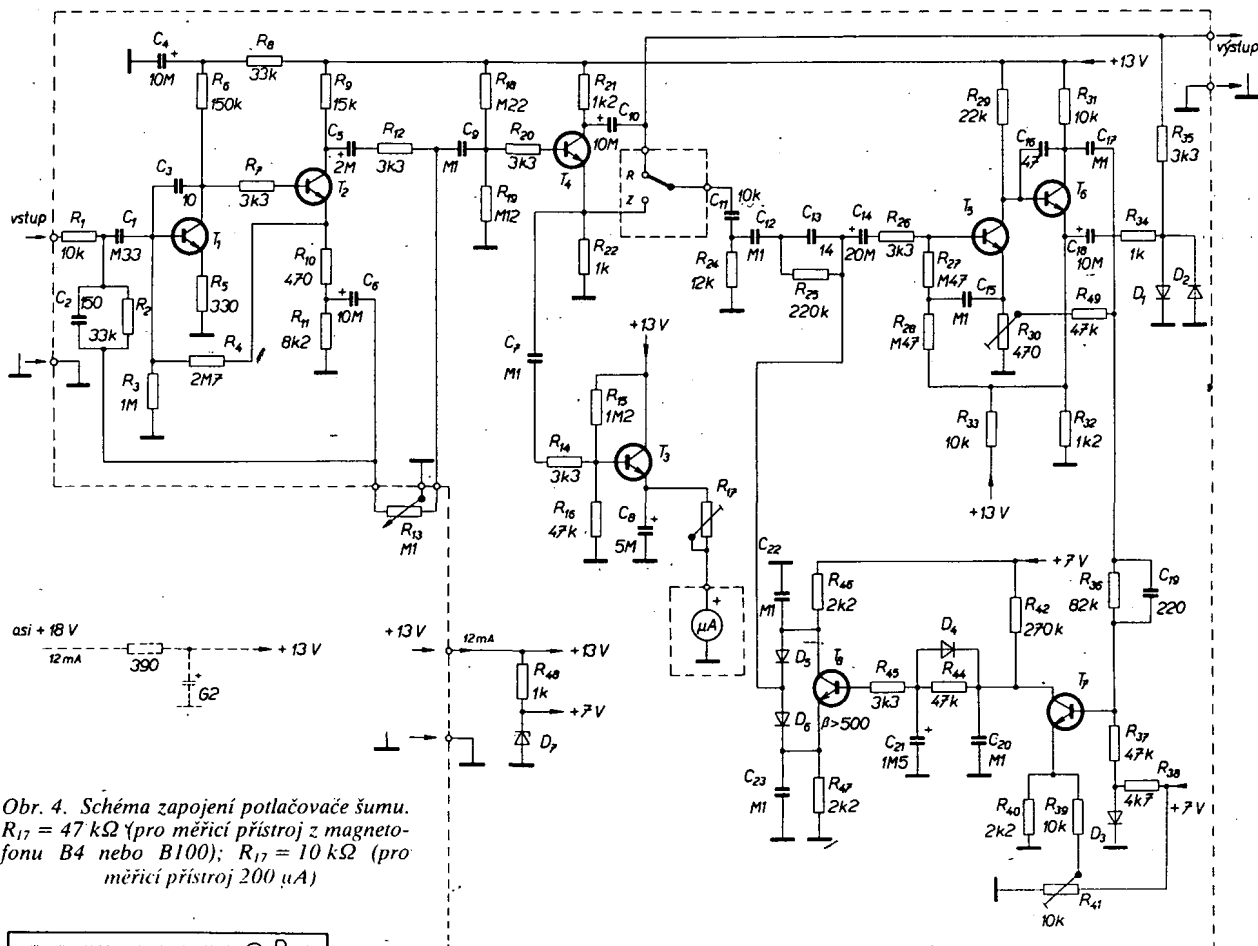 C4
10M
R8
33k
R6
150k
R9
15k
C5
2M
R12
3k3
C9
M1
R18
M22
R20
3k3
R19
M12
R21
1k2
C10
10M
T4
R22
1k
R
Z
C11
10k
R24
12k
C12
M1
C13
14
R25
220k
C14
20M
R26
3k3
R29
22k
C16
47
R31
10k
C17
M1
T5
T6
R27
M47
C15
M1
R28
M47
R30
470
C18
10M
R34
1k
R49
47k
R35
3k3
D1
D2
R33
10k
R32
1k2
+13 V
+13 V
výstup
vstup
R1
10k
C1
M33
C3
10
R7
3k3
T1
T2
C2
150
R2
33k
R5
330
R10
470
C6
10M
R11
8k2
R3
1M
R4
2M7
C7
M1
+13 V
R15
1M2
R14
3k3
T3
R16
47k
C8
5M
R17
R13
M1
µA
C22
M1
R46
2k2
+7 V
R42
270k
R36
82k
C19
220
D5
D6
T8
β>500
R45
3k3
D4
R44
47k
T7
C21
1M5
C20
M1
R37
47k
R38
4k7
+7 V
C23
M1
R47
2k2
R40
2k2
R39
10k
D3
R41
10k
asi +18 V
12mA
390
+13 V
G2
+13 V
12mA
+13 V
R48
1k
+7 V
D7
Obr. 4. Schéma zapojení potlačovače šumu.
R17 = 47 kΩ (pro měřicí přístroj z magneto-
fonu B4 nebo B100); R17 = 10 kΩ (pro
měřicí přístroj 200 µA)